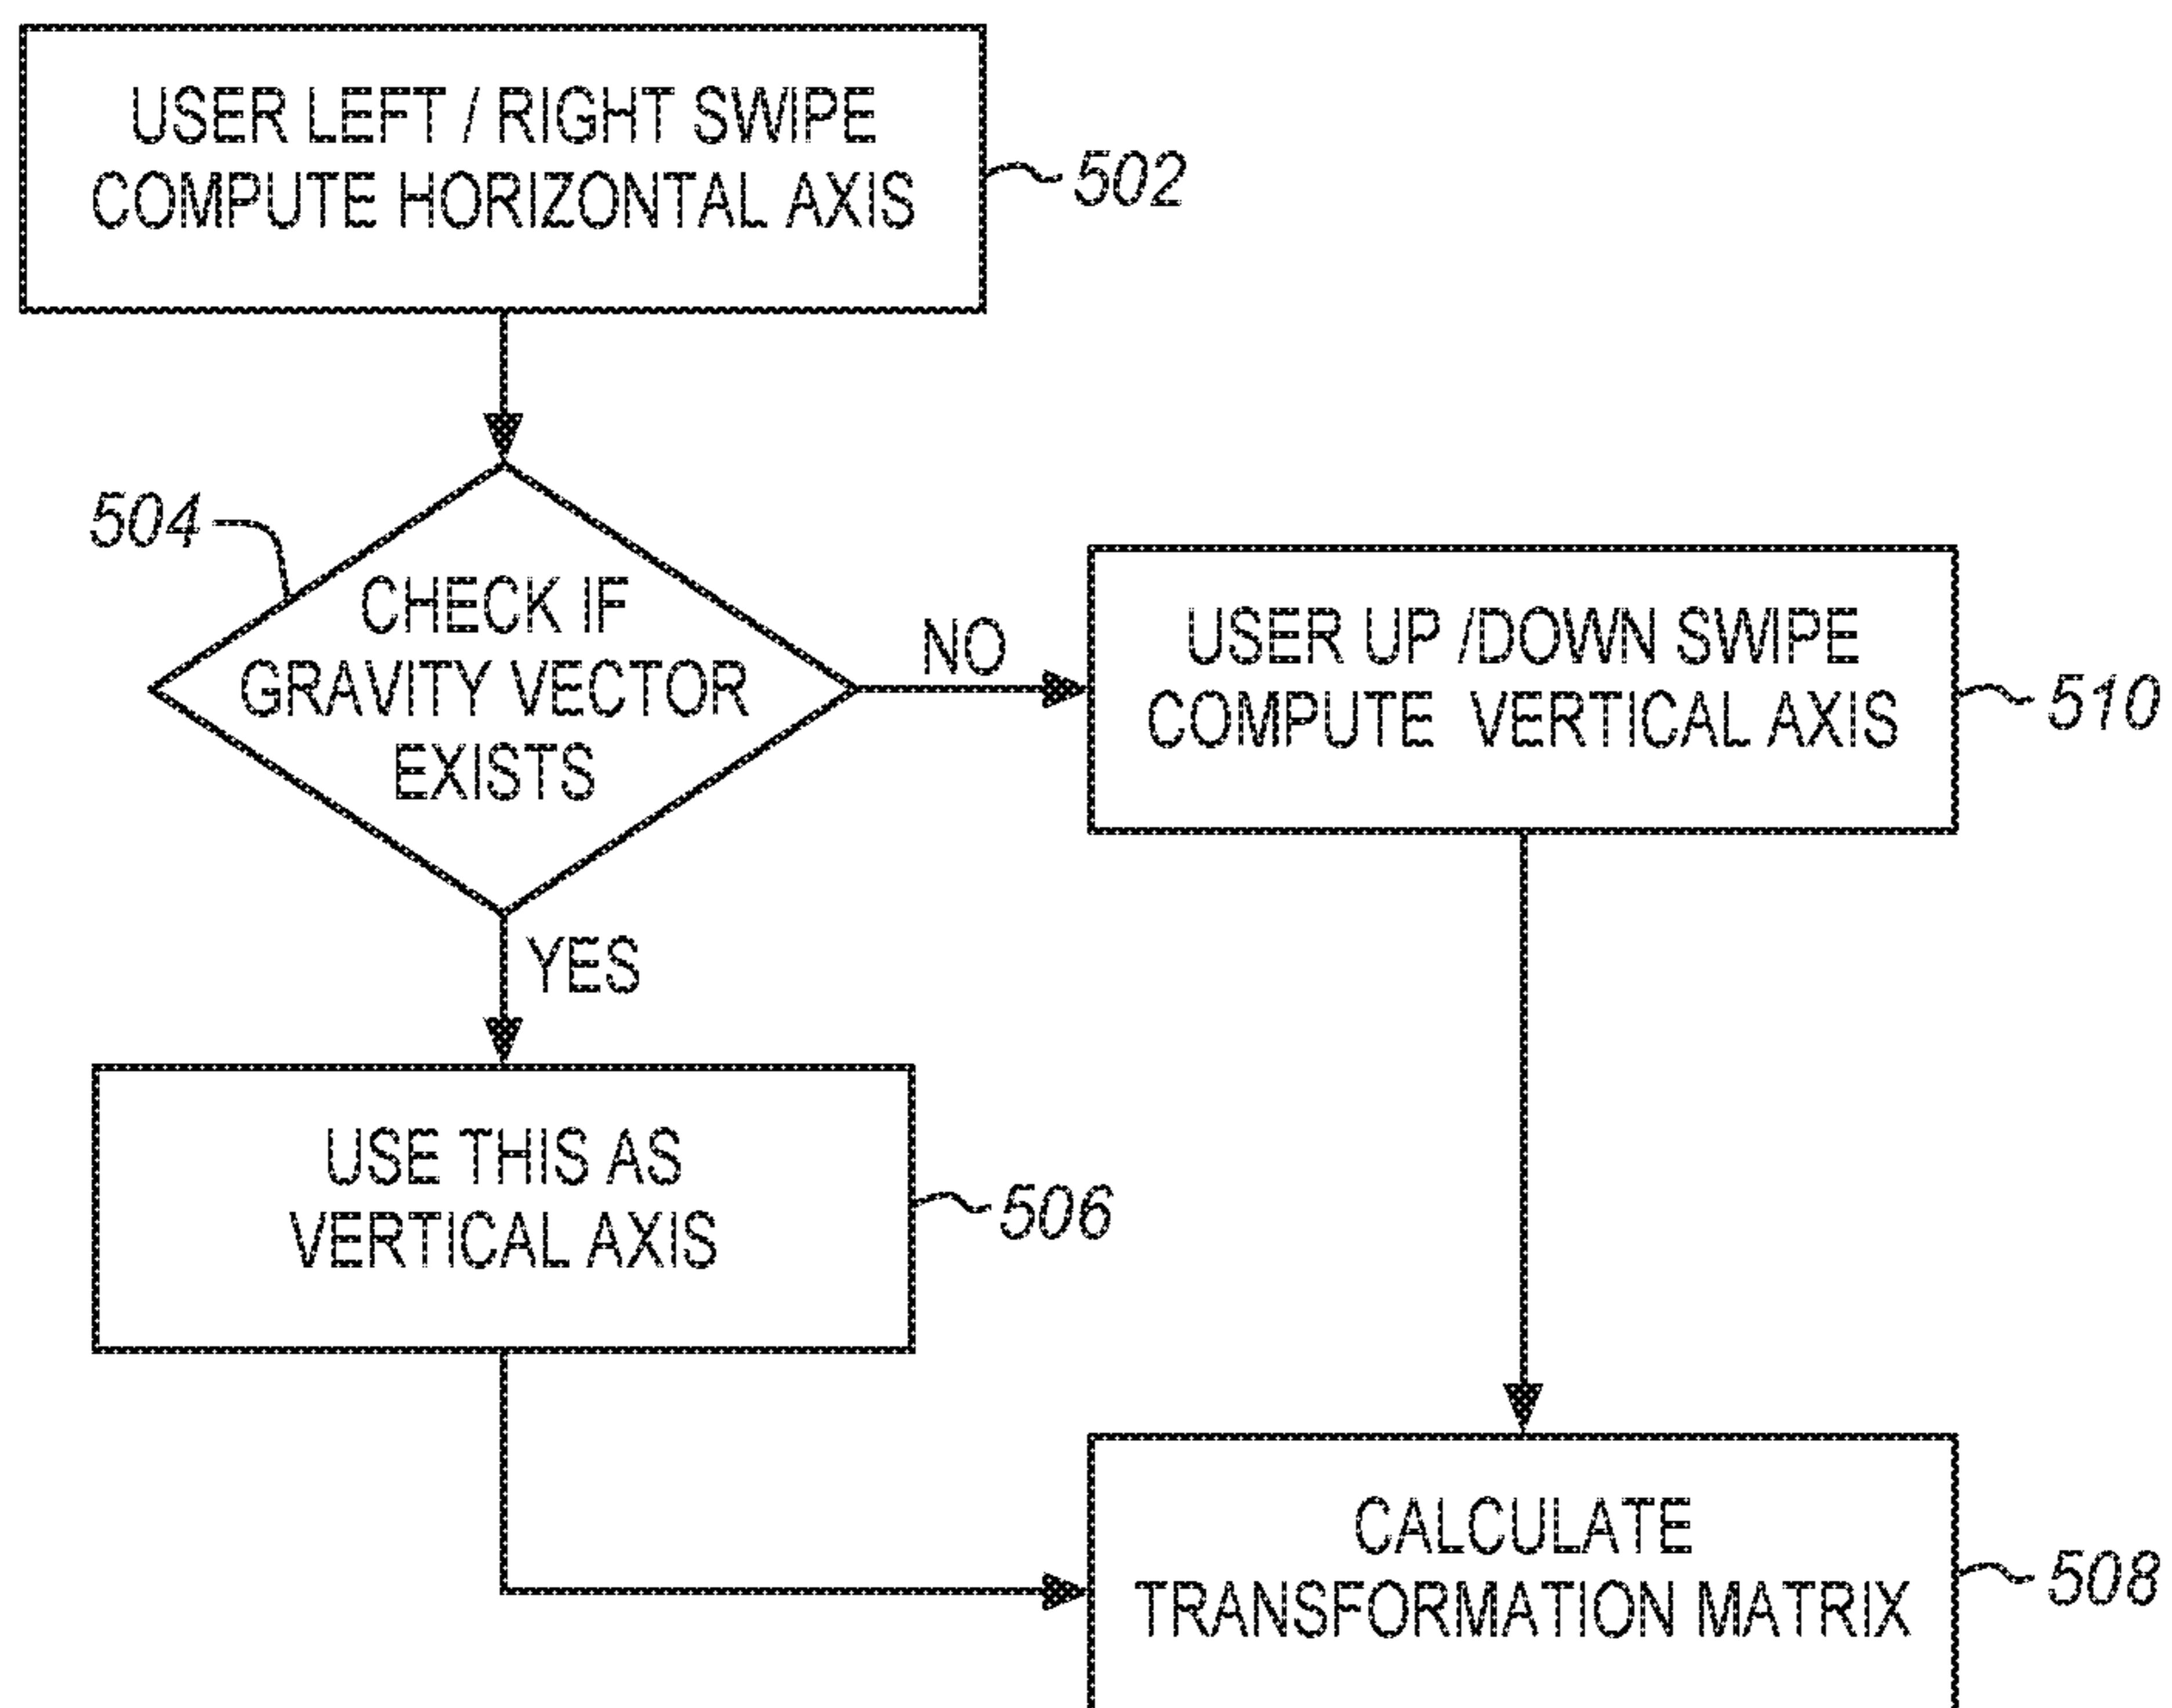 USER LEFT / RIGHT SWIPE
COMPUTE HORIZONTAL AXIS
502
504
CHECK IF
GRAVITY VECTOR
EXISTS
NO
USER UP /DOWN SWIPE
COMPUTE VERTICAL AXIS
510
YES
USE THIS AS
VERTICAL AXIS
506
CALCULATE
TRANSFORMATION MATRIX
508